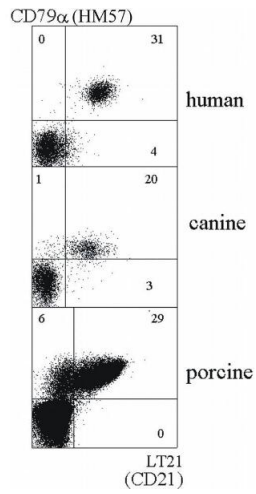 CD79α (HM57)
0 31
human
4
1 20
canine
3
6 29
porcine
0
LT21
(CD21)